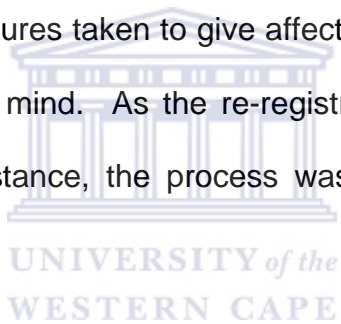 ures taken to give affect
mind. As the re-registr
stance, the process was
UNIVERSITY of the
WESTERN CAPE